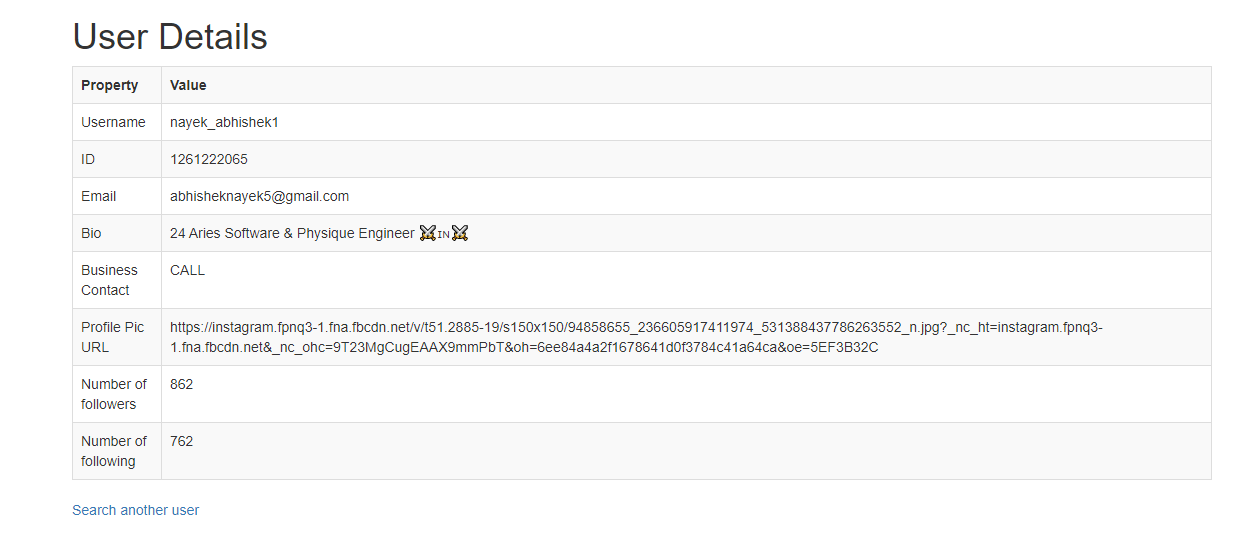 User Details
Property Value
Username nayek_abhishek1
ID 1261222065
Email abhisheknayek5@gmail.com
Bio 24 Aries Software & Physique Engineer ⚔️ɪɴ⚔️
Business
Contact
CALL
Profile Pic
URL
https://instagram.fpnq3-1.fna.fbcdn.net/v/t51.2885-19/s150x150/94858655_236605917411974_531388437786263552_n.jpg?_nc_ht=instagram.fpnq3-
1.fna.fbcdn.net&_nc_ohc=9T23MgCugEAAX9mmPbT&oh=6ee84a4a2f1678641d0f3784c41a64ca&oe=5EF3B32C
Number of
followers
862
Number of
following
762
Search another user